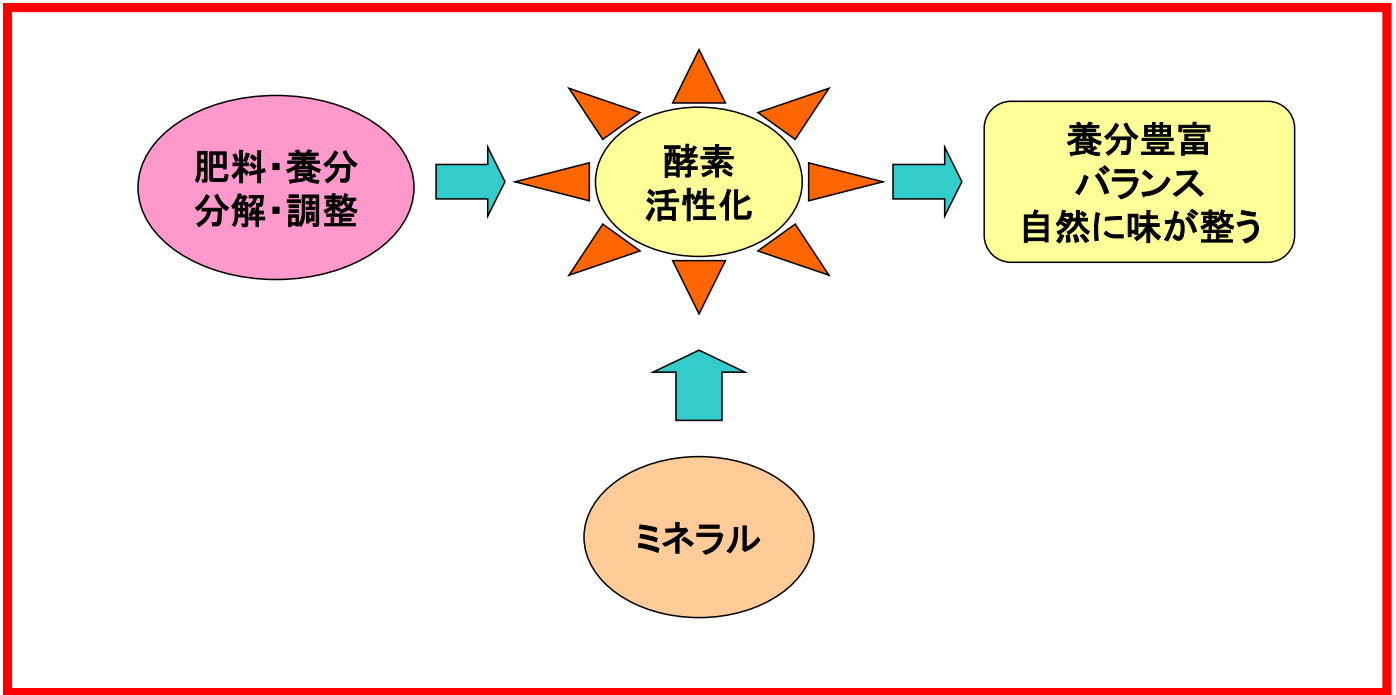 肥料・養分
分解・調整
酵素
活性化
養分豊富
バランス
自然に味が整う
ミネラル